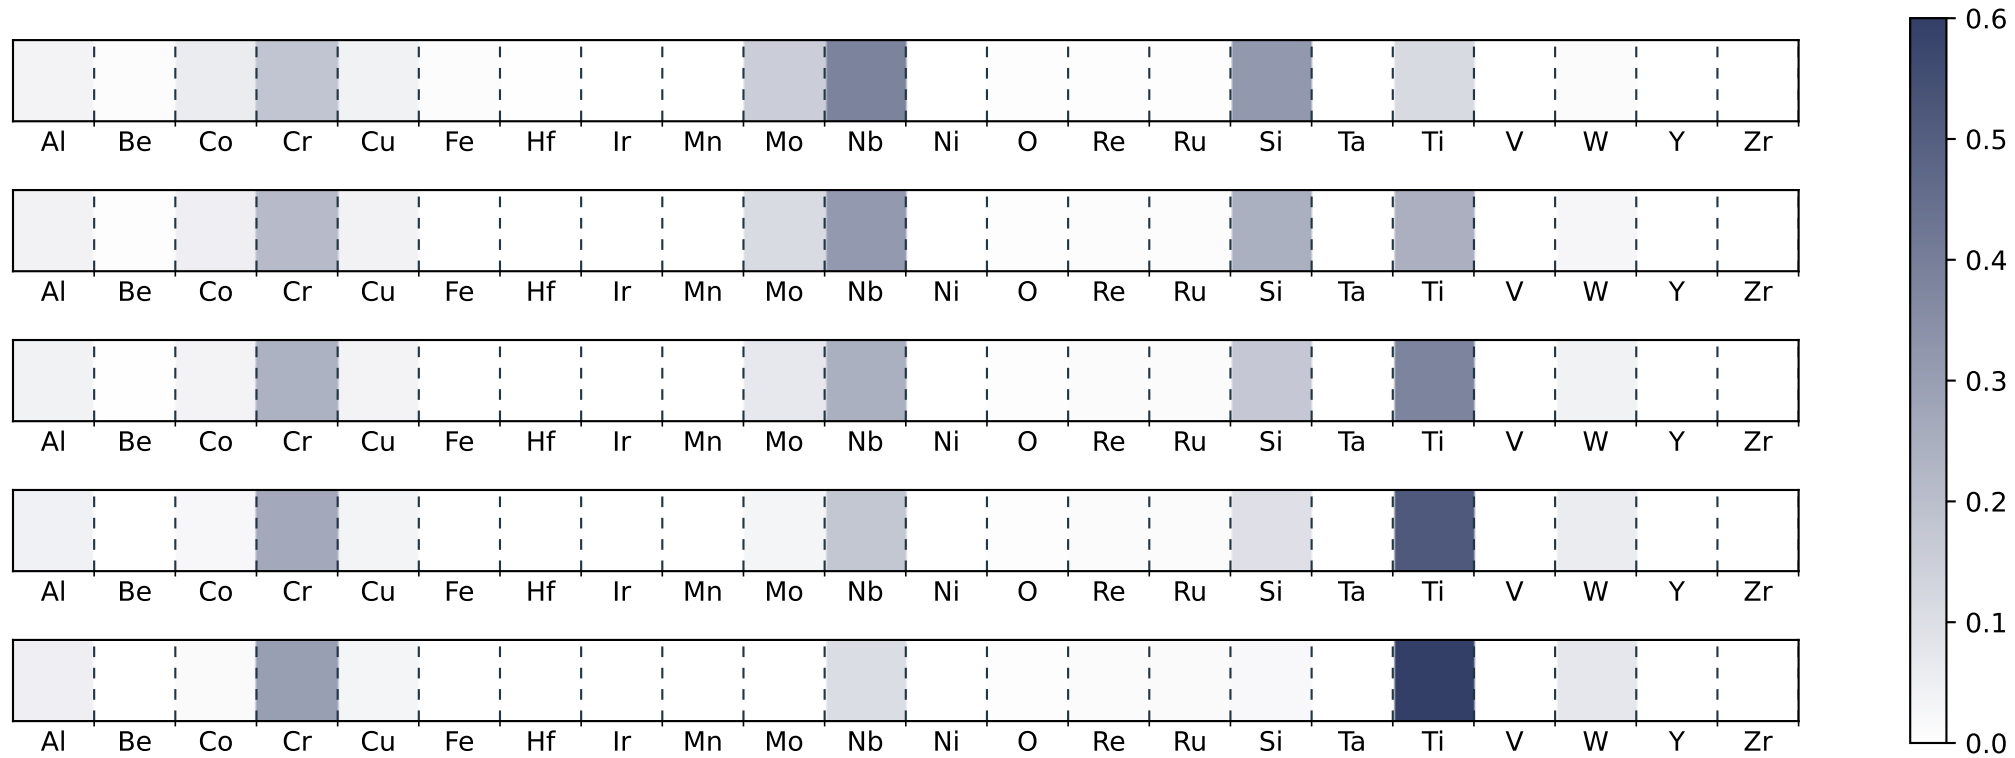 Al Be Co Cr Cu Fe Hf Ir Mn Mo Nb Ni O Re Ru Si Ta Ti V W Y Zr
Al Be Co Cr Cu Fe Hf Ir Mn Mo Nb Ni O Re Ru Si Ta Ti V W Y Zr
Al Be Co Cr Cu Fe Hf Ir Mn Mo Nb Ni O Re Ru Si Ta Ti V W Y Zr
Al Be Co Cr Cu Fe Hf Ir Mn Mo Nb Ni O Re Ru Si Ta Ti V W Y Zr
Al Be Co Cr Cu Fe Hf Ir Mn Mo Nb Ni O Re Ru Si Ta Ti V W Y Zr
0.6
0.5
0.4
0.3
0.2
0.1
0.0